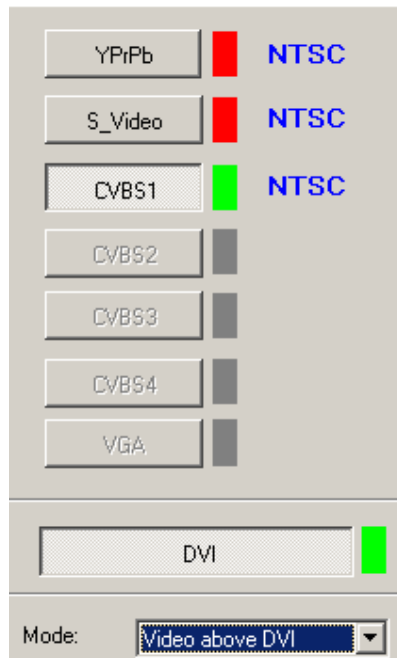 YPrPb NTSC
S_Video NTSC
CVBS1 NTSC
CVBS2
CVBS3
CVBS4
VGA
DVI
Mode: Video above DVI